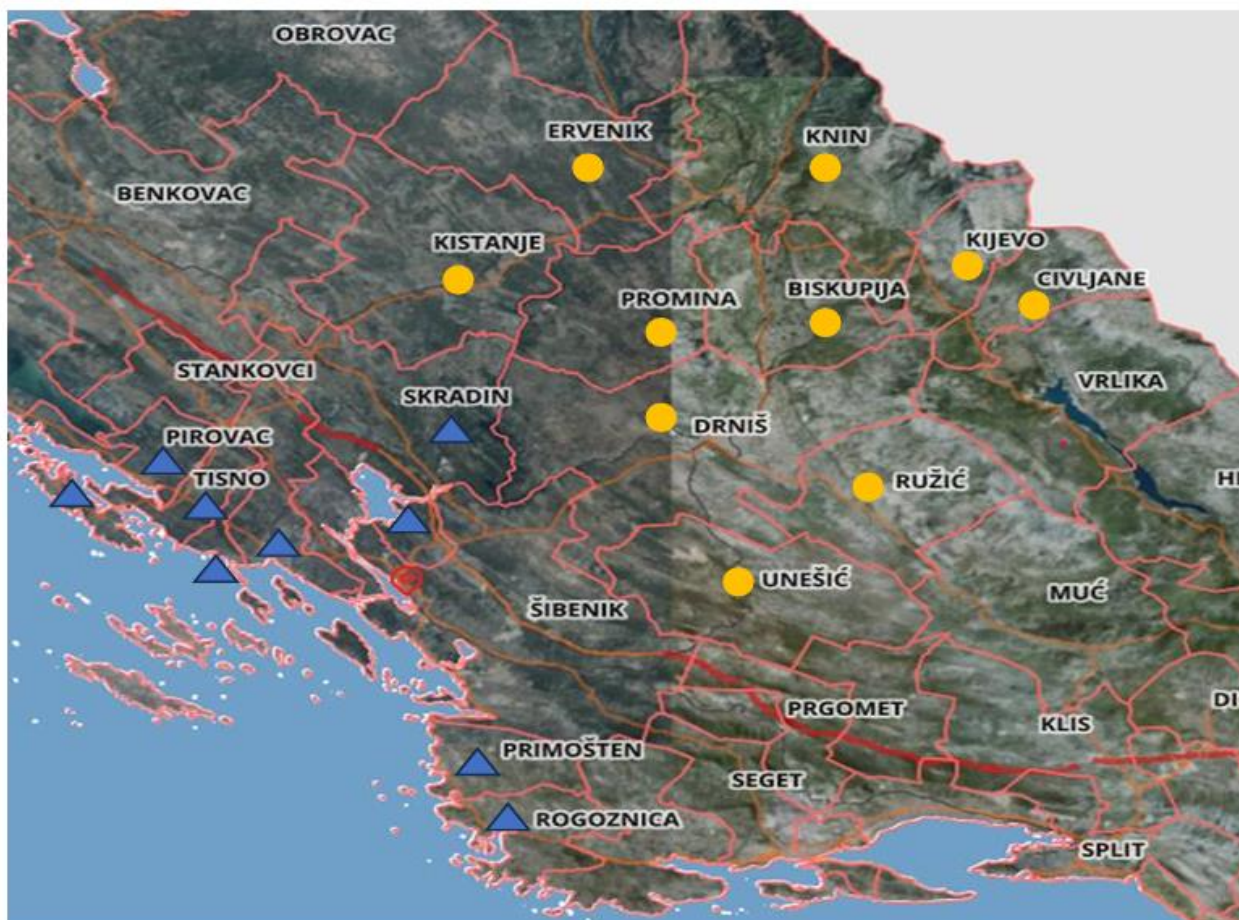 OBROVAC
ERVENIK
KNIN
BENKOVAC
KISTANJE
KIJEVO
CIVLJANE
PROMINA
BISKUPIJA
STANKOVCI
VRLIKA
SKRADIN
DRNIŠ
PIROVAC
TISNO
RUŽIĆ
UNEŠIĆ
MUĆ
ŠIBENIK
PRGOMET
KLIS
PRIMOŠTEN
SEGET
ROGOZNICA
SPLIT